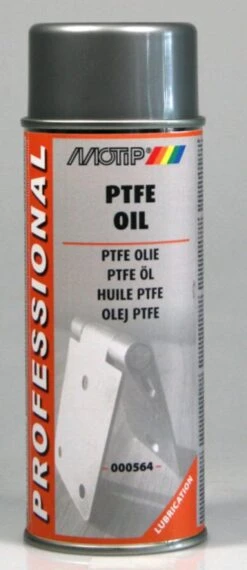 MOTIP
PTFE
OIL
PTFE OLIE
PTFE ÖL
HUILE PTFE
OLEJ PTFE
000564
PROFESSIONAL
LUBRICATION